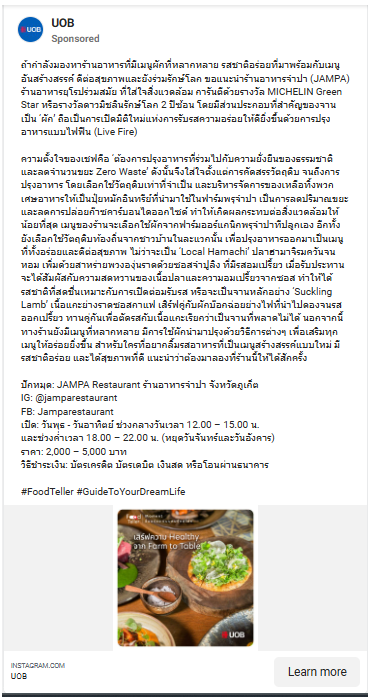 UOB
UOB
Sponsored
ถ้ากำลังมองหาร้านอาหารที่มีเมนูผักที่หลากหลาย รสชาติอร่อยที่มาพร้อมกับเมนู
อันสร้างสรรค์ ดีต่อสุขภาพและยังร่วมรักษ์โลก ขอแนะนำร้านอาหารจำปา (JAMPA)
ร้านอาหารยุโรปร่วมสมัย ที่ใส่ใจสิ่งแวดล้อม การันตีด้วยรางวัล MICHELIN Green
Star หรือรางวัลดาวมิชลินรักษ์โลก 2 ปีซ้อน โดยมีส่วนประกอบที่สำคัญของจาน
เป็น 'ผัก' ถือเป็นการเปิดมิติใหม่แห่งการรับรสความอร่อยให้ดียิ่งขึ้นด้วยการปรุง
อาหารแบบไฟฟืน (Live Fire)
ความตั้งใจของเชฟคือ 'ต้องการปรุงอาหารที่ร่วมไปกับความยั่งยืนของธรรมชาติ
และลดจำนวนขยะ Zero Waste' ดังนั้นจึงใส่ใจตั้งแต่การคัดสรรวัตถุดิบ จนถึงการ
ปรุงอาหาร โดยเลือกใช้วัตถุดิบเท่าที่จำเป็น และบริหารจัดการของเหลือทิ้งพวก
เศษอาหารให้เป็นปุ๋ยหมักอินทรีย์ที่นำมาใช้ในฟาร์มพรุจำปา เป็นการลดปริมาณขยะ
และลดการปล่อยก๊าซคาร์บอนไดออกไซด์ ทำให้เกิดผลกระทบต่อสิ่งแวดล้อมให้
น้อยที่สุด เมนูของร้านจะเลือกใช้ผักจากฟาร์มออร์แกนิคพรุจำปาที่ปลูกเอง อีกทั้ง
ยังเลือกใช้วัตถุดิบท้องถิ่นจากชาวบ้านในละแวกนั้น เพื่อปรุงอาหารออกมาเป็นเมนู
ที่ทั้งอร่อยและดีต่อสุขภาพ ไม่ว่าจะเป็น 'Local Hamachi' ปลาฮามาจิรมควันจน
หอม เพิ่มด้วยสาหร่ายพวงองุ่นราดด้วยซอสจำปูลิง ที่มีรสอมเปรี้ยว เมื่อรับประทาน
จะได้สัมผัสกับความสดหวานของเนื้อปลาและความอมเปรี้ยวจากซอส ทำให้ได้
รสชาติที่สดชื่นเหมาะกับการเปิดต่อมรับรส หรือจะเป็นจานหลักอย่าง 'Suckling
Lamb' เนื้อแกะย่างราดซอสกาแฟ เสิร์ฟคู่กับผักบ๊อกฉ่อยย่างไฟที่นำไปดองจนรส
ออกเปรี้ยว ทานคู่กันเพื่อตัดรสกับเนื้อแกะเรียกว่าเป็นจานที่พลาดไม่ได้ นอกจากนี้
ทางร้านยังมีเมนูที่หลากหลาย มีการใช้ผักนำมาปรุงด้วยวิธีการต่างๆ เพื่อเสริมทุก
เมนูให้อร่อยยิ่งขึ้น สำหรับใครที่อยากลิ้มรสอาหารที่เป็นเมนูสร้างสรรค์แบบใหม่ มี
รสชาติอร่อย และได้สุขภาพที่ดี แนะนำว่าต้องมาลองที่ร้านนี้ให้ได้สักครั้ง
ปักหมุด: JAMPA Restaurant ร้านอาหารจำปา จังหวัดภูเก็ต
IG: @jamparestaurant
FB: Jamparestaurant
เปิด: วันพุธ - วันอาทิตย์ ช่วงกลางวันเวลา 12.00 – 15.00 น.
และช่วงค่ำเวลา 18.00 – 22.00 น. (หยุดวันจันทร์และวันอังคาร)
ราคา: 2,000 – 5,000 บาท
วิธีชำระเงิน: บัตรเครดิต บัตรเดบิต เงินสด หรือโอนผ่านธนาคาร
#FoodTeller #GuideToYourDreamLife
เสิร์ฟความ Healthy
จาก Farm to Table
UOB
INSTAGRAM.COM
UOB
Learn more